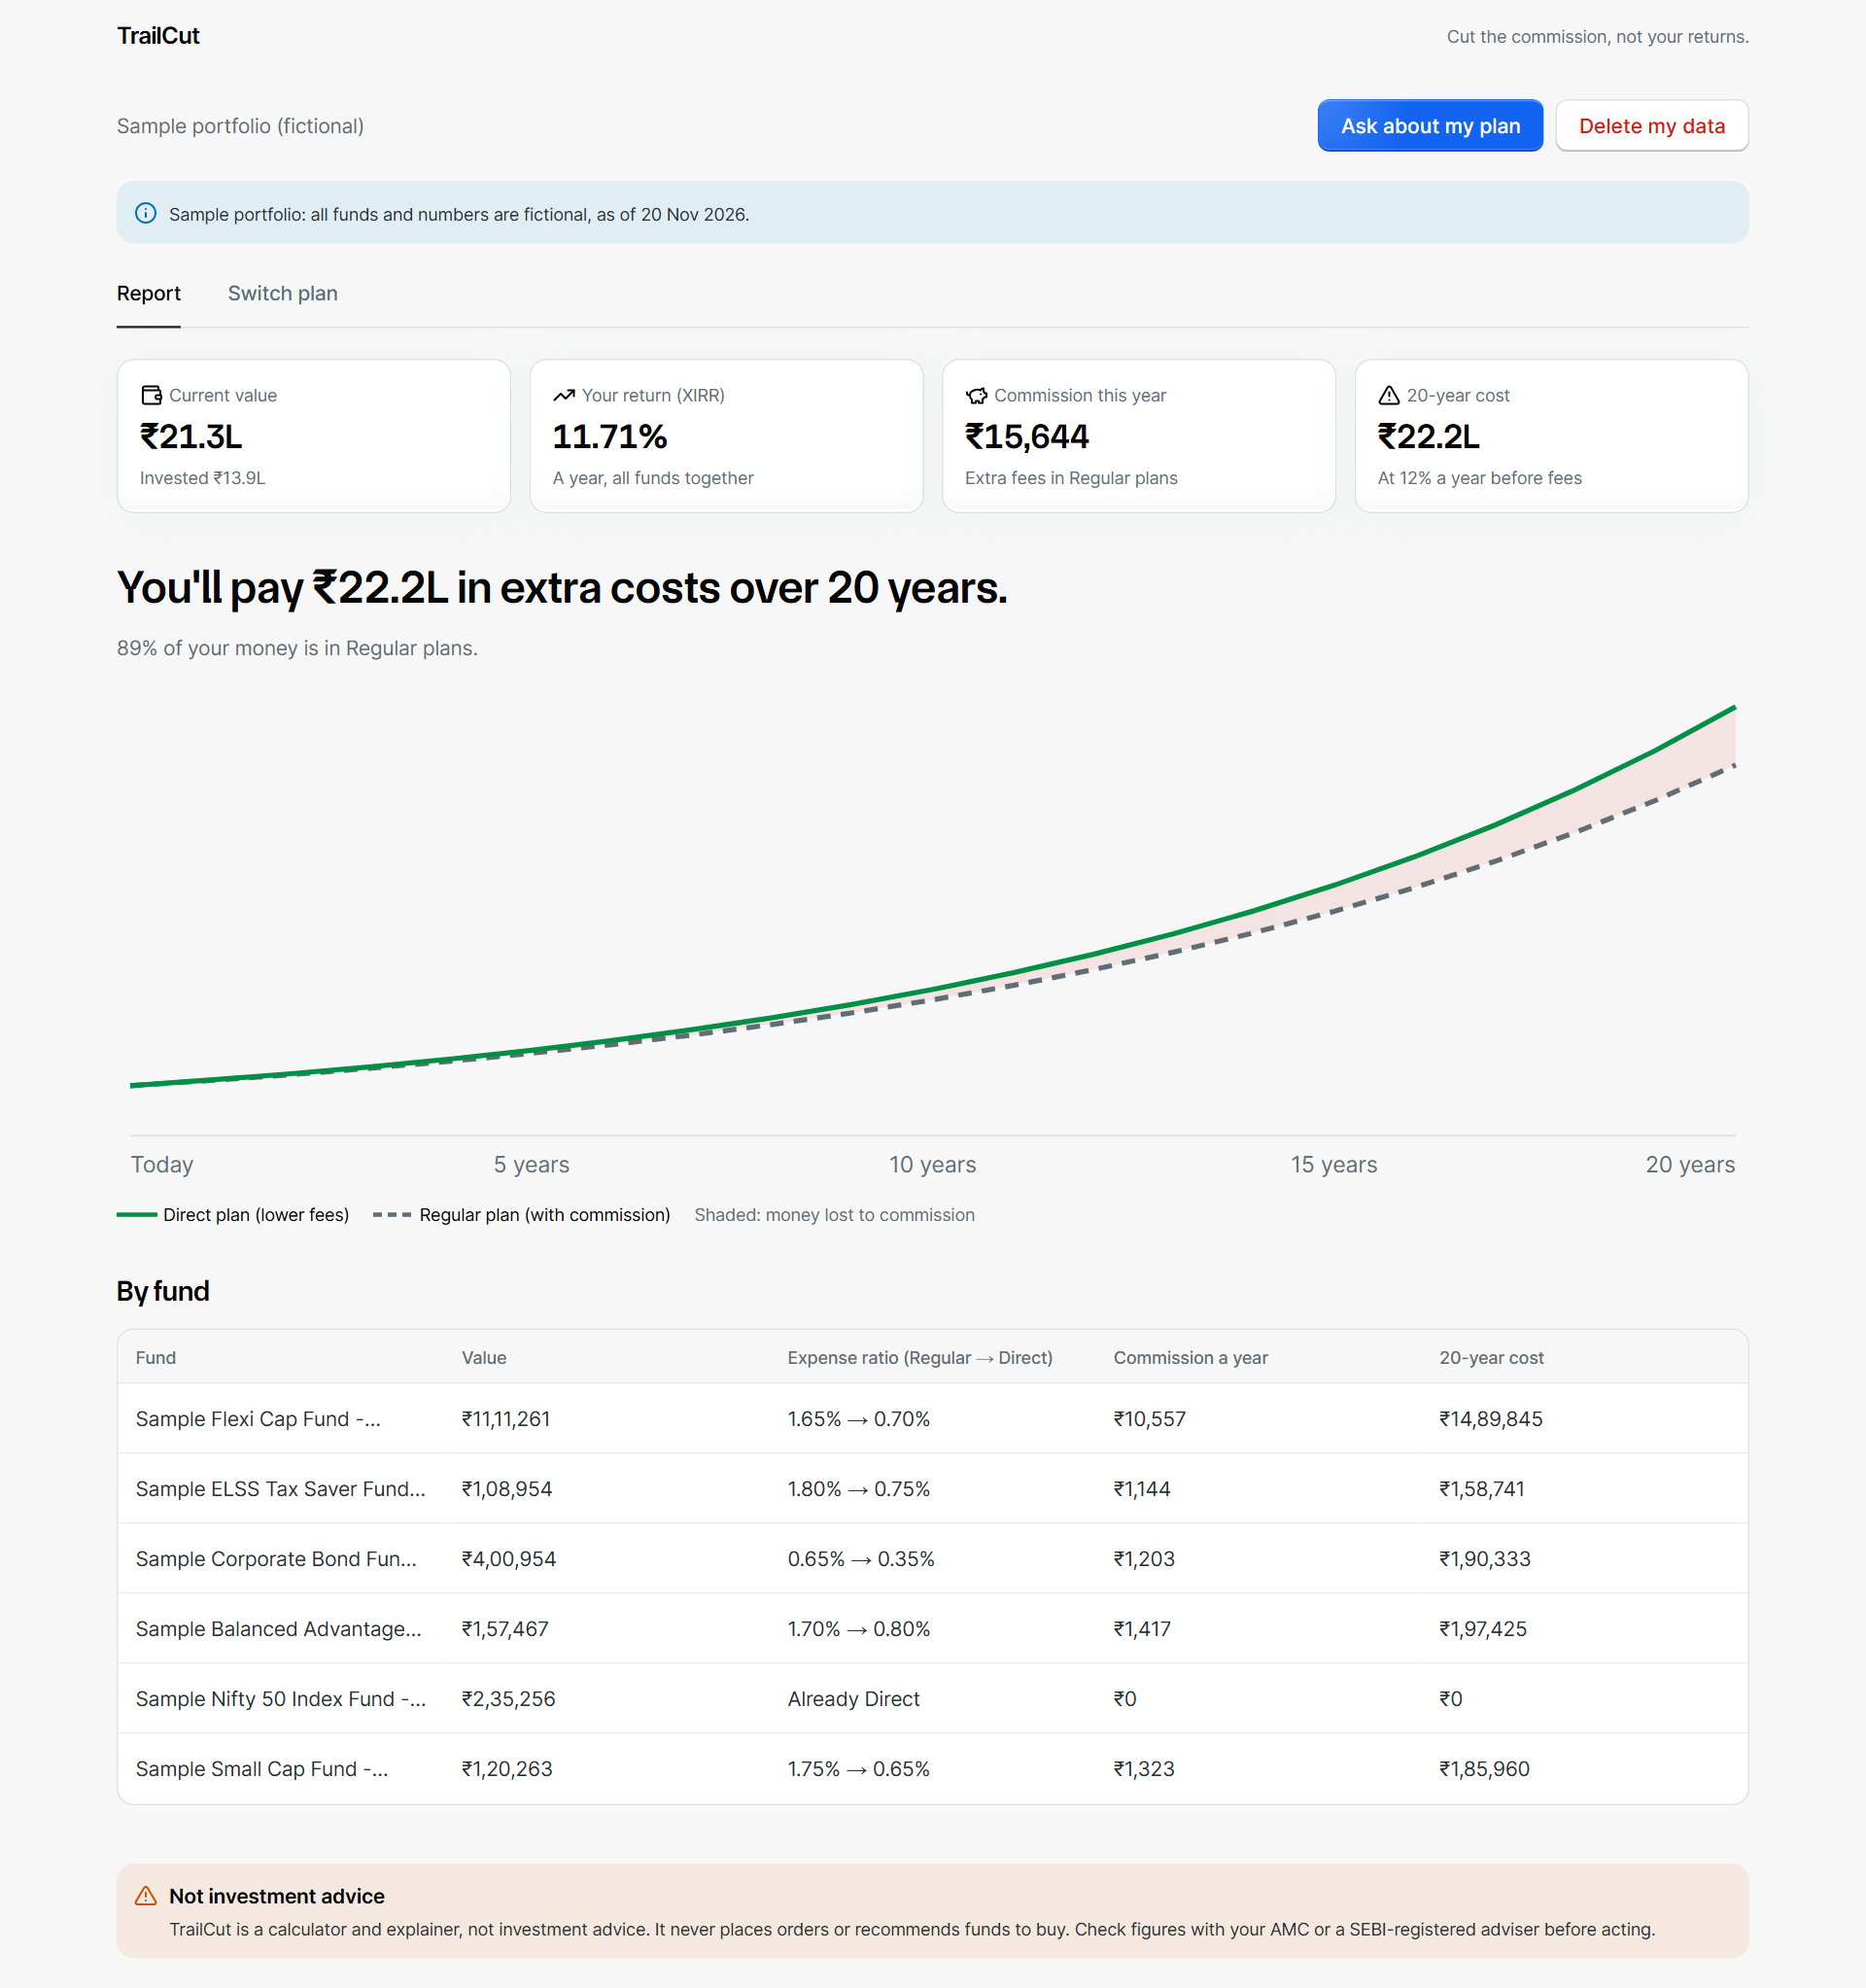 TrailCut
Cut the commission, not your returns.
Sample portfolio (fictional)
Ask about my plan
Delete my data
Sample portfolio: all funds and numbers are fictional, as of 20 Nov 2026.
Report
Switch plan
Current value
₹21.3L
Invested ₹13.9L
Your return (XIRR)
11.71%
A year, all funds together
Commission this year
₹15,644
Extra fees in Regular plans
20-year cost
₹22.2L
At 12% a year before fees
You'll pay ₹22.2L in extra costs over 20 years.
89% of your money is in Regular plans.
Today
5 years
10 years
15 years
20 years
Direct plan (lower fees)
Regular plan (with commission)
Shaded: money lost to commission
By fund
Fund Value Expense ratio (Regular → Direct) Commission a year 20-year cost
Sample Flexi Cap Fund -... ₹11,11,261 1.65% → 0.70% ₹10,557 ₹14,89,845
Sample ELSS Tax Saver Fund... ₹1,08,954 1.80% → 0.75% ₹1,144 ₹1,58,741
Sample Corporate Bond Fun... ₹4,00,954 0.65% → 0.35% ₹1,203 ₹1,90,333
Sample Balanced Advantage... ₹1,57,467 1.70% → 0.80% ₹1,417 ₹1,97,425
Sample Nifty 50 Index Fund -... ₹2,35,256 Already Direct ₹0 ₹0
Sample Small Cap Fund -... ₹1,20,263 1.75% → 0.65% ₹1,323 ₹1,85,960
Not investment advice
TrailCut is a calculator and explainer, not investment advice. It never places orders or recommends funds to buy. Check figures with your AMC or a SEBI-registered adviser before acting.